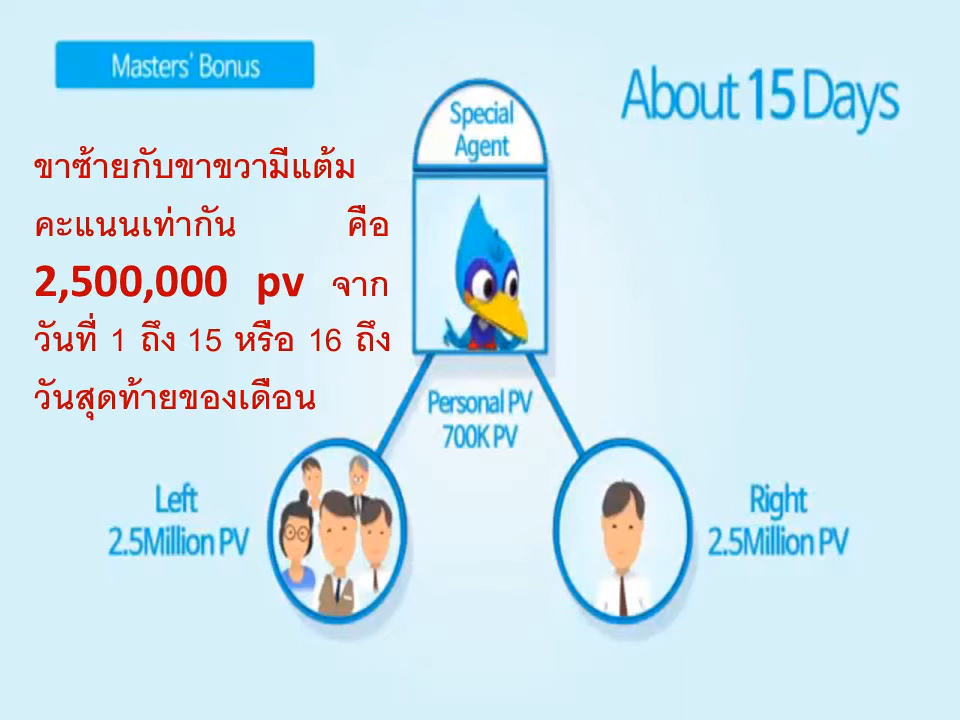 Masters' Bonus
About 15 Days
Special
Agent
ขาซ้ายกับขาขวามีแต้ม
คะแนนเท่ากัน คือ
2,500,000 pv จาก
วันที่ 1 ถึง 15 หรือ 16 ถึง
วันสุดท้ายของเดือน
Personal PV
700K PV
Left
2.5Million PV
Right
2.5Million PV